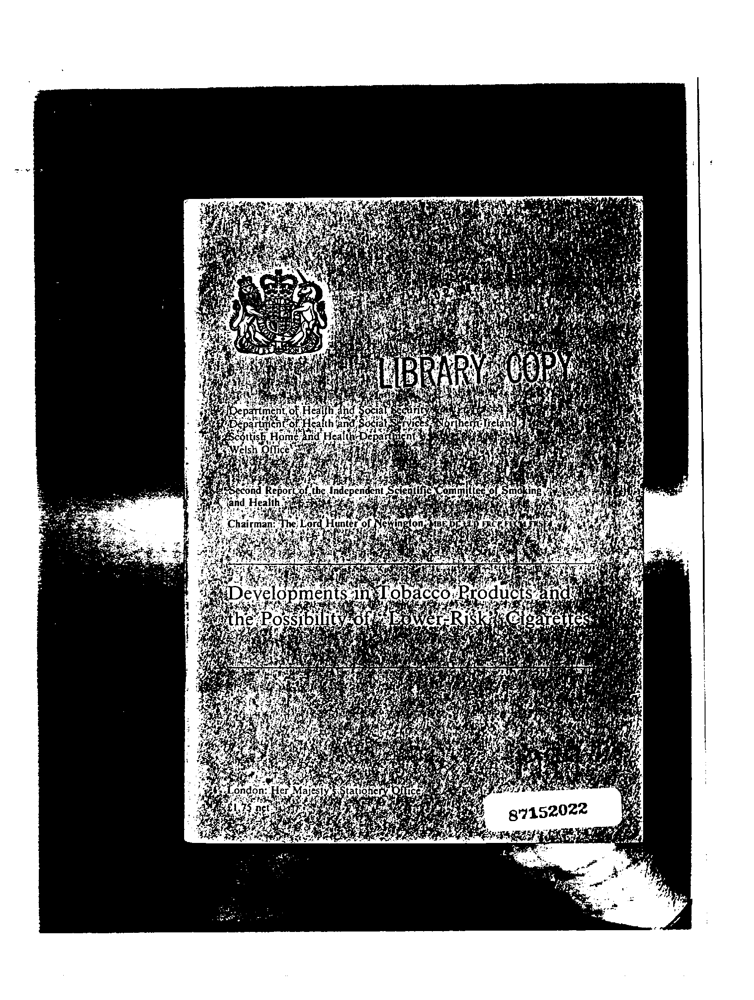 LIBRARY COPY
Department of Health and Social Security
Department of Health and Social Services, Northern Ireland
Scottish Home and Health Department
Welsh Office
Second Report of the Independent Scientific Committee of Smoking
and Health
Chairman: The Lord Hunter of Newington,
Developments in Tobacco Products and
the Possibility of "Lower-Risk" Cigarettes
London: Her Majesty's Stationery Office
£1.75 net
87152022